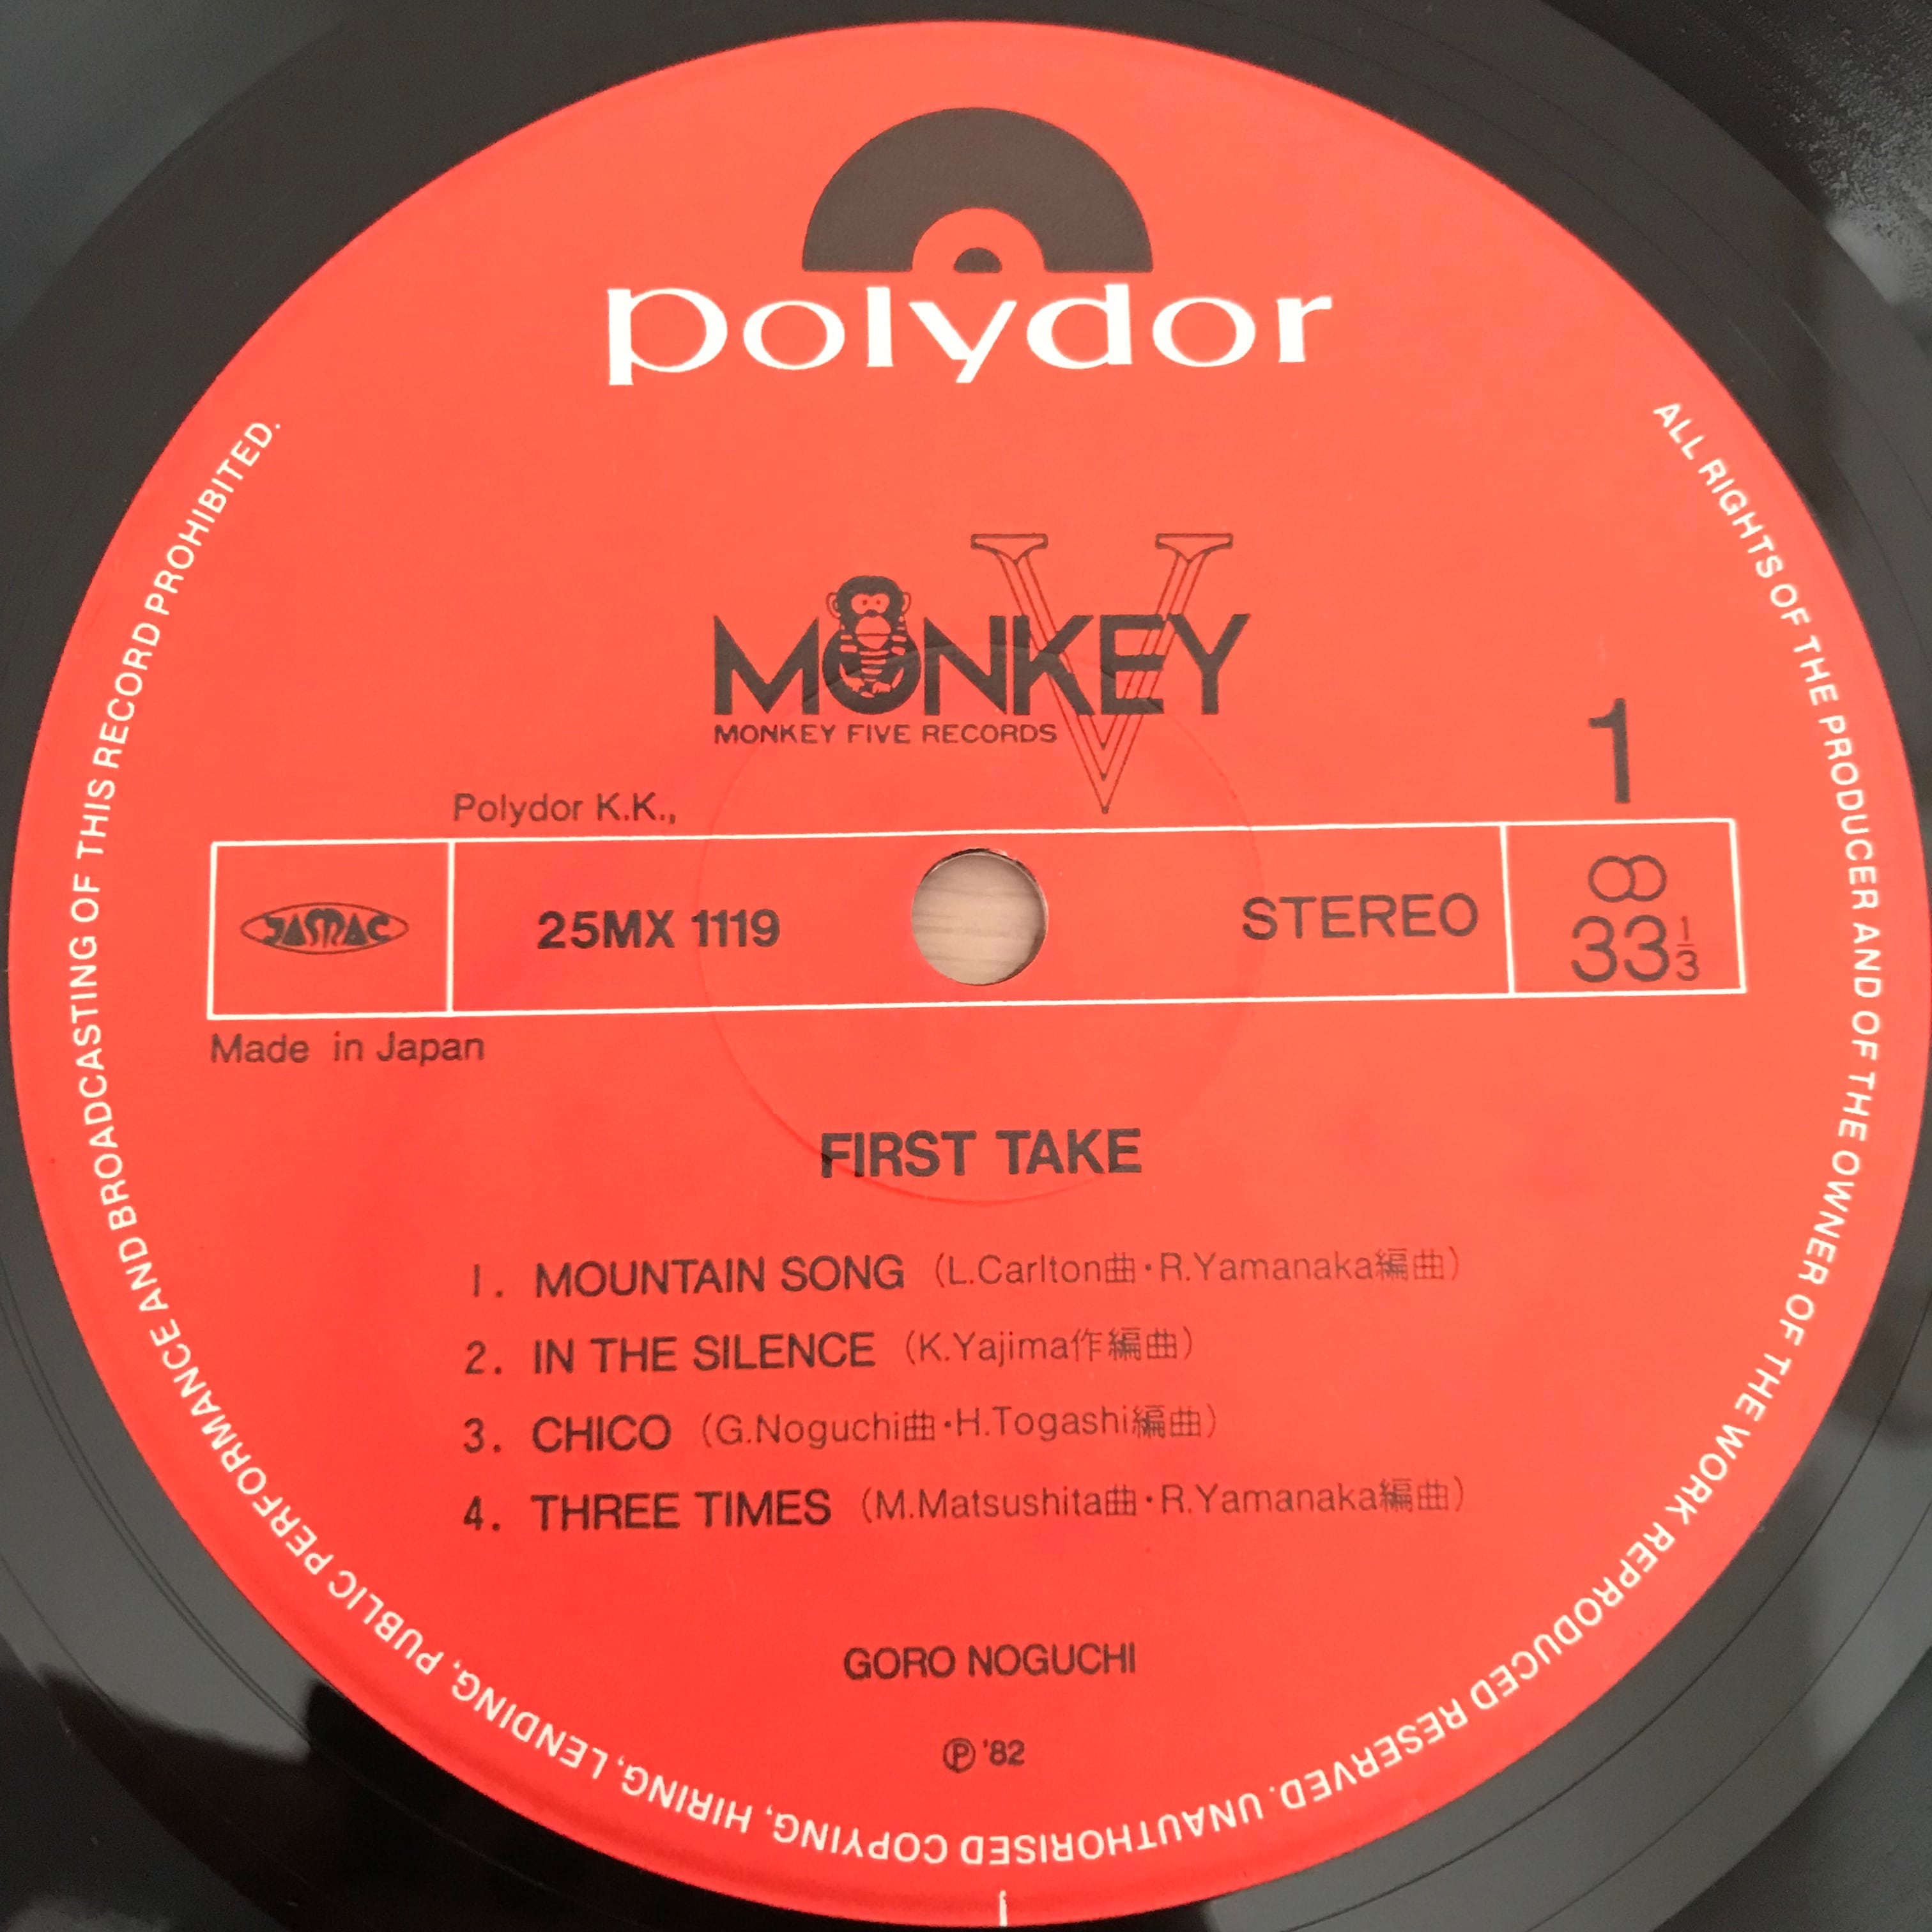 polydor
MONKEY V
MONKEY FIVE RECORDS
1
Polydor K.K.,
JASRAC
25MX 1119
STEREO
33 1/3
Made in Japan
FIRST TAKE
1. MOUNTAIN SONG (L.Carlton曲・R.Yamanaka編曲)
2. IN THE SILENCE (K.Yajima作編曲)
3. CHICO (G.Noguchi曲・H.Togashi編曲)
4. THREE TIMES (M.Matsushita曲・R.Yamanaka編曲)
GORO NOGUCHI
Ⓟ '82
ALL RIGHTS OF THE PRODUCER AND OF THE OWNER OF THE WORK REPRODUCED RESERVED. UNAUTHORISED COPYING, HIRING, LENDING, PUBLIC PERFORMANCE AND BROADCASTING OF THIS RECORD PROHIBITED.